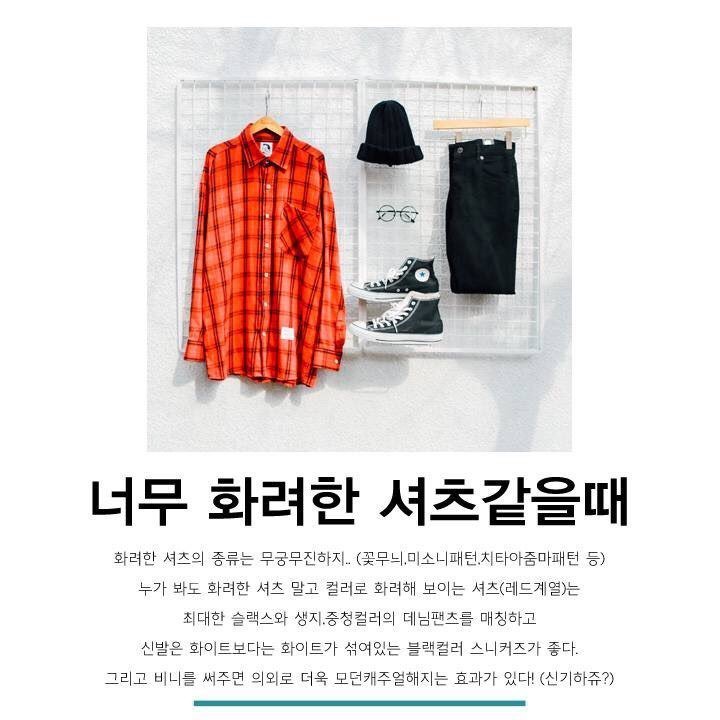 너무 화려한 셔츠같을때
화려한 셔츠의 종류는 무궁무진하지.. (꽃무늬,미소니패턴,치타아줌마패턴 등)
누가 봐도 화려한 셔츠 말고 컬러로 화려해 보이는 셔츠(레드계열)는
최대한 슬랙스와 생지,중청컬러의 데님팬츠를 매칭하고
신발은 화이트보다는 화이트가 섞여있는 블랙컬러 스니커즈가 좋다.
그리고 비니를 써주면 의외로 더욱 모던캐주얼해지는 효과가 있다! (신기하쥬?)